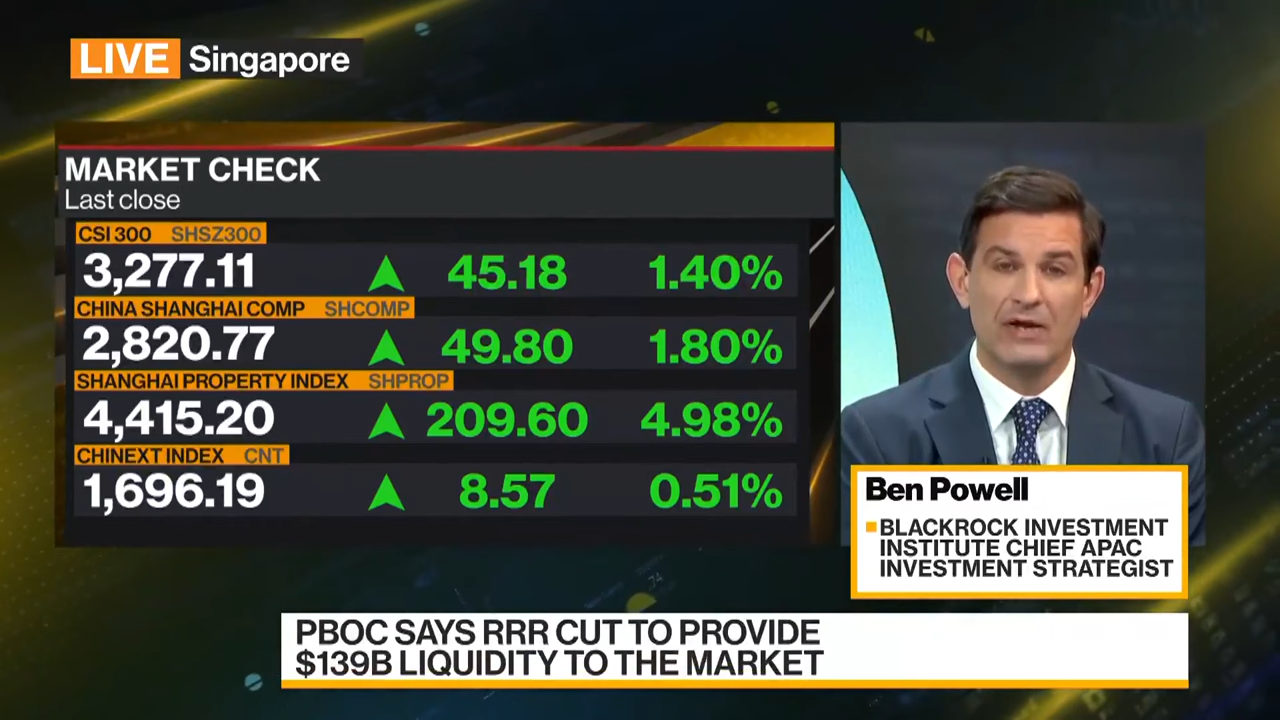 LIVE Singapore
MARKET CHECK
Last close
CSI 300 SHSZ300
3,277.11 ▲ 45.18 1.40%
CHINA SHANGHAI COMP SHCOMP
2,820.77 ▲ 49.80 1.80%
SHANGHAI PROPERTY INDEX SHPROP
4,415.20 ▲ 209.60 4.98%
CHINEXT INDEX CNT
1,696.19 ▲ 8.57 0.51%
Ben Powell
BLACKROCK INVESTMENT
INSTITUTE CHIEF APAC
INVESTMENT STRATEGIST
PBOC SAYS RRR CUT TO PROVIDE
$139B LIQUIDITY TO THE MARKET